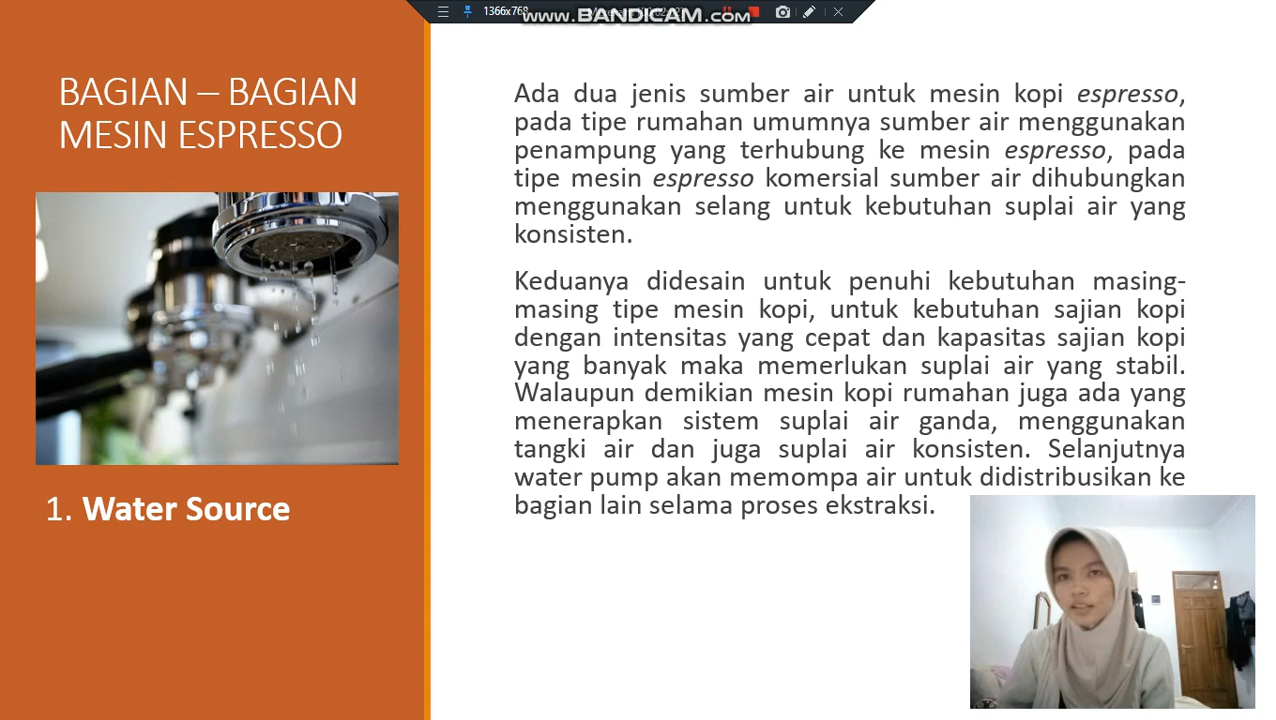 1366x768
www.BANDICAM.com
BAGIAN – BAGIAN
MESIN ESPRESSO
1. Water Source
Ada dua jenis sumber air untuk mesin kopi espresso,
pada tipe rumahan umumnya sumber air menggunakan
penampung yang terhubung ke mesin espresso, pada
tipe mesin espresso komersial sumber air dihubungkan
menggunakan selang untuk kebutuhan suplai air yang
konsisten.
Keduanya didesain untuk penuhi kebutuhan masing-
masing tipe mesin kopi, untuk kebutuhan sajian kopi
dengan intensitas yang cepat dan kapasitas sajian kopi
yang banyak maka memerlukan suplai air yang stabil.
Walaupun demikian mesin kopi rumahan juga ada yang
menerapkan sistem suplai air ganda, menggunakan
tangki air dan juga suplai air konsisten. Selanjutnya
water pump akan memompa air untuk didistribusikan ke
bagian lain selama proses ekstraksi.